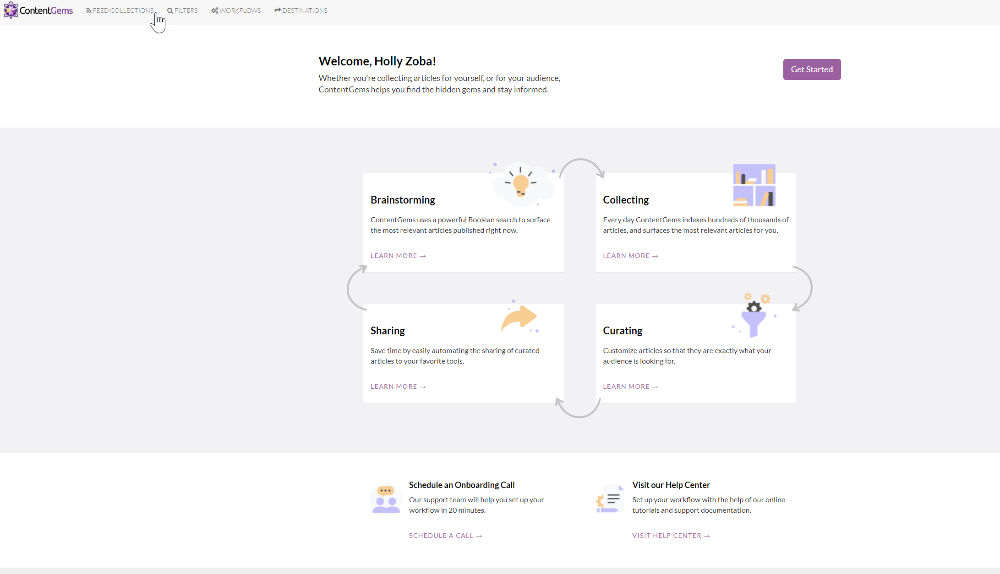 ContentGems FEED COLLECTIONS FILTERS WORKFLOWS DESTINATIONS
Welcome, Holly Zoba!
Whether you're collecting articles for yourself, or for your audience,
ContentGems helps you find the hidden gems and stay informed.
Get Started
Brainstorming
ContentGems uses a powerful Boolean search to surface
the most relevant articles published right now.
LEARN MORE →
Collecting
Every day ContentGems indexes hundreds of thousands of
articles, and surfaces the most relevant articles for you.
LEARN MORE →
Sharing
Save time by easily automating the sharing of curated
articles to your favorite tools.
LEARN MORE →
Curating
Customize articles so that they are exactly what your
audience is looking for.
LEARN MORE →
Schedule an Onboarding Call
Our support team will help you set up your
workflow in 20 minutes.
SCHEDULE A CALL →
Visit our Help Center
Set up your workflow with the help of our online
tutorials and support documentation.
VISIT HELP CENTER →